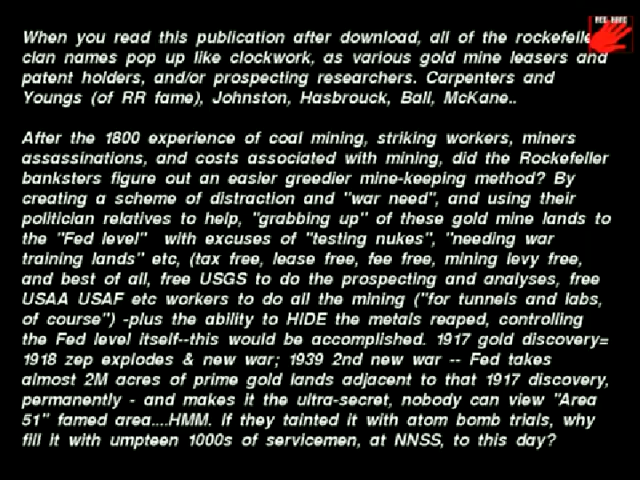 When you read this publication after download, all of the rockefeller
clan names pop up like clockwork, as various gold mine leasers and
patent holders, and/or prospecting researchers. Carpenters and
Youngs (of RR fame), Johnston, Hasbrouck, Ball, McKane..
After the 1800 experience of coal mining, striking workers, miners
assassinations, and costs associated with mining, did the Rockefeller
banksters figure out an easier greedier mine-keeping method? By
creating a scheme of distraction and "war need", and using their
politician relatives to help, "grabbing up" of these gold mine lands to
the "Fed level" with excuses of "testing nukes", "needing war
training lands" etc, (tax free, lease free, fee free, mining levy free,
and best of all, free USGS to do the prospecting and analyses, free
USAA USAF etc workers to do all the mining ("for tunnels and labs,
of course") -plus the ability to HIDE the metals reaped, controlling
the Fed level itself--this would be accomplished. 1917 gold discovery=
1918 zep explodes & new war; 1939 2nd new war -- Fed takes
almost 2M acres of prime gold lands adjacent to that 1917 discovery,
permanently - and makes it the ultra-secret, nobody can view "Area
51" famed area....HMM. If they tainted it with atom bomb trials, why
fill it with umpteen 1000s of servicemen, at NNSS, to this day?